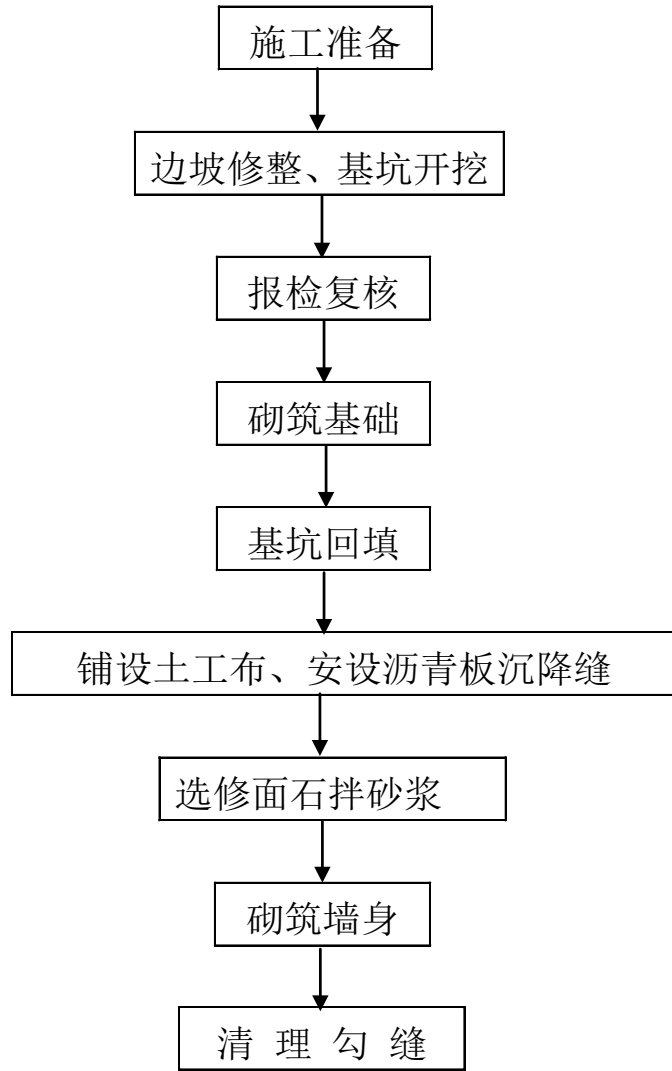 施工准备
边坡修整、基坑开挖
报检复核
砌筑基础
基坑回填
铺设土工布、安设沥青板沉降缝
选修面石拌砂浆
砌筑墙身
清 理 勾 缝